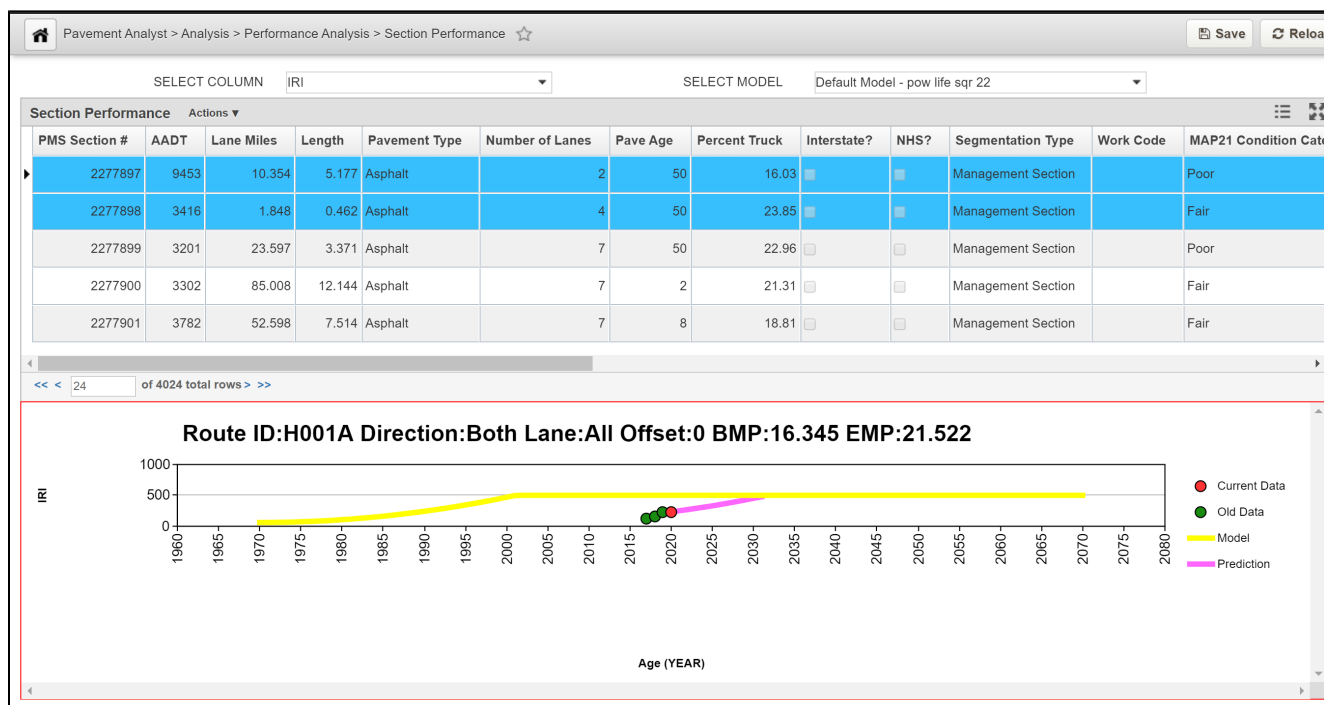 Pavement Analyst > Analysis > Performance Analysis > Section Performance
Save
Reloa
SELECT COLUMN IRI SELECT MODEL Default Model - pow life sqr 22
Section Performance Actions ▼
PMS Section # AADT Lane Miles Length Pavement Type Number of Lanes Pave Age Percent Truck Interstate? NHS? Segmentation Type Work Code MAP21 Condition Cate
2277897 9453 10.354 5.177 Asphalt 2 50 16.03 Management Section Poor
2277898 3416 1.848 0.462 Asphalt 4 50 23.85 Management Section Fair
2277899 3201 23.597 3.371 Asphalt 7 50 22.96 Management Section Poor
2277900 3302 85.008 12.144 Asphalt 7 2 21.31 Management Section Fair
2277901 3782 52.598 7.514 Asphalt 7 8 18.81 Management Section Fair
<< < 24 of 4024 total rows > >>
Route ID:H001A Direction:Both Lane:All Offset:0 BMP:16.345 EMP:21.522
IRI
1000
500
0
1960 1965 1970 1975 1980 1985 1990 1995 2000 2005 2010 2015 2020 2025 2030 2035 2040 2045 2050 2055 2060 2065 2070 2075 2080
Current Data
Old Data
Model
Prediction
Age (YEAR)